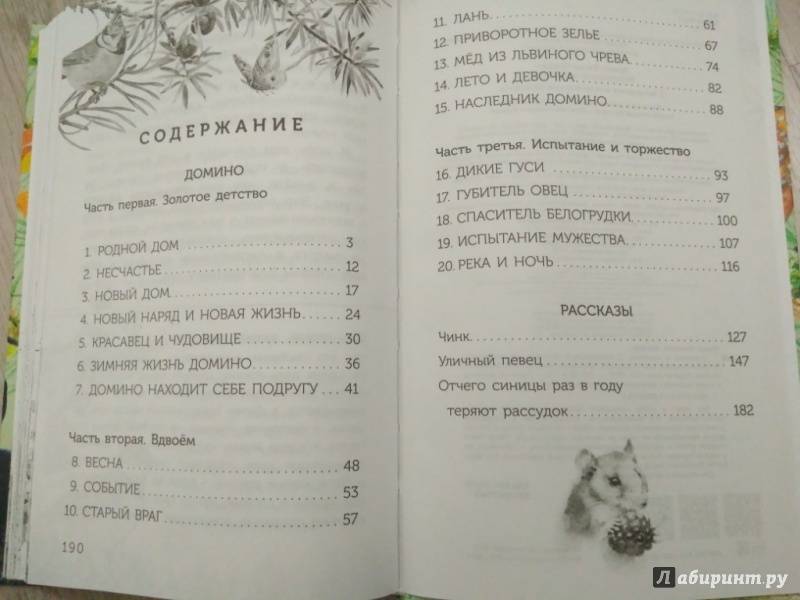 СОДЕРЖАНИЕ
ДОМИНО
Часть первая. Золотое детство
1. РОДНОЙ ДОМ 3
2. НЕСЧАСТЬЕ 12
3. НОВЫЙ ДОМ 17
4. НОВЫЙ НАРЯД И НОВАЯ ЖИЗНЬ 24
5. КРАСАВЕЦ И ЧУДОВИЩЕ 30
6. ЗИМНЯЯ ЖИЗНЬ ДОМИНО 36
7. ДОМИНО НАХОДИТ СЕБЕ ПОДРУГУ 41
Часть вторая. Вдвоём
8. ВЕСНА 48
9. СОБЫТИЕ 53
10. СТАРЫЙ ВРАГ 57
190
11. ЛАНЬ 61
12. ПРИВОРОТНОЕ ЗЕЛЬЕ 67
13. МЁД ИЗ ЛЬВИНОГО ЧРЕВА 74
14. ЛЕТО И ДЕВОЧКА 82
15. НАСЛЕДНИК ДОМИНО 88
Часть третья. Испытание и торжество
16. ДИКИЕ ГУСИ 93
17. ГУБИТЕЛЬ ОВЕЦ 97
18. СПАСИТЕЛЬ БЕЛОГРУДКИ 100
19. ИСПЫТАНИЕ МУЖЕСТВА 107
20. РЕКА И НОЧЬ 116
РАССКАЗЫ
Чинк 127
Уличный певец 147
Отчего синицы раз в году
теряют рассудок 182
Лабиринт.ру